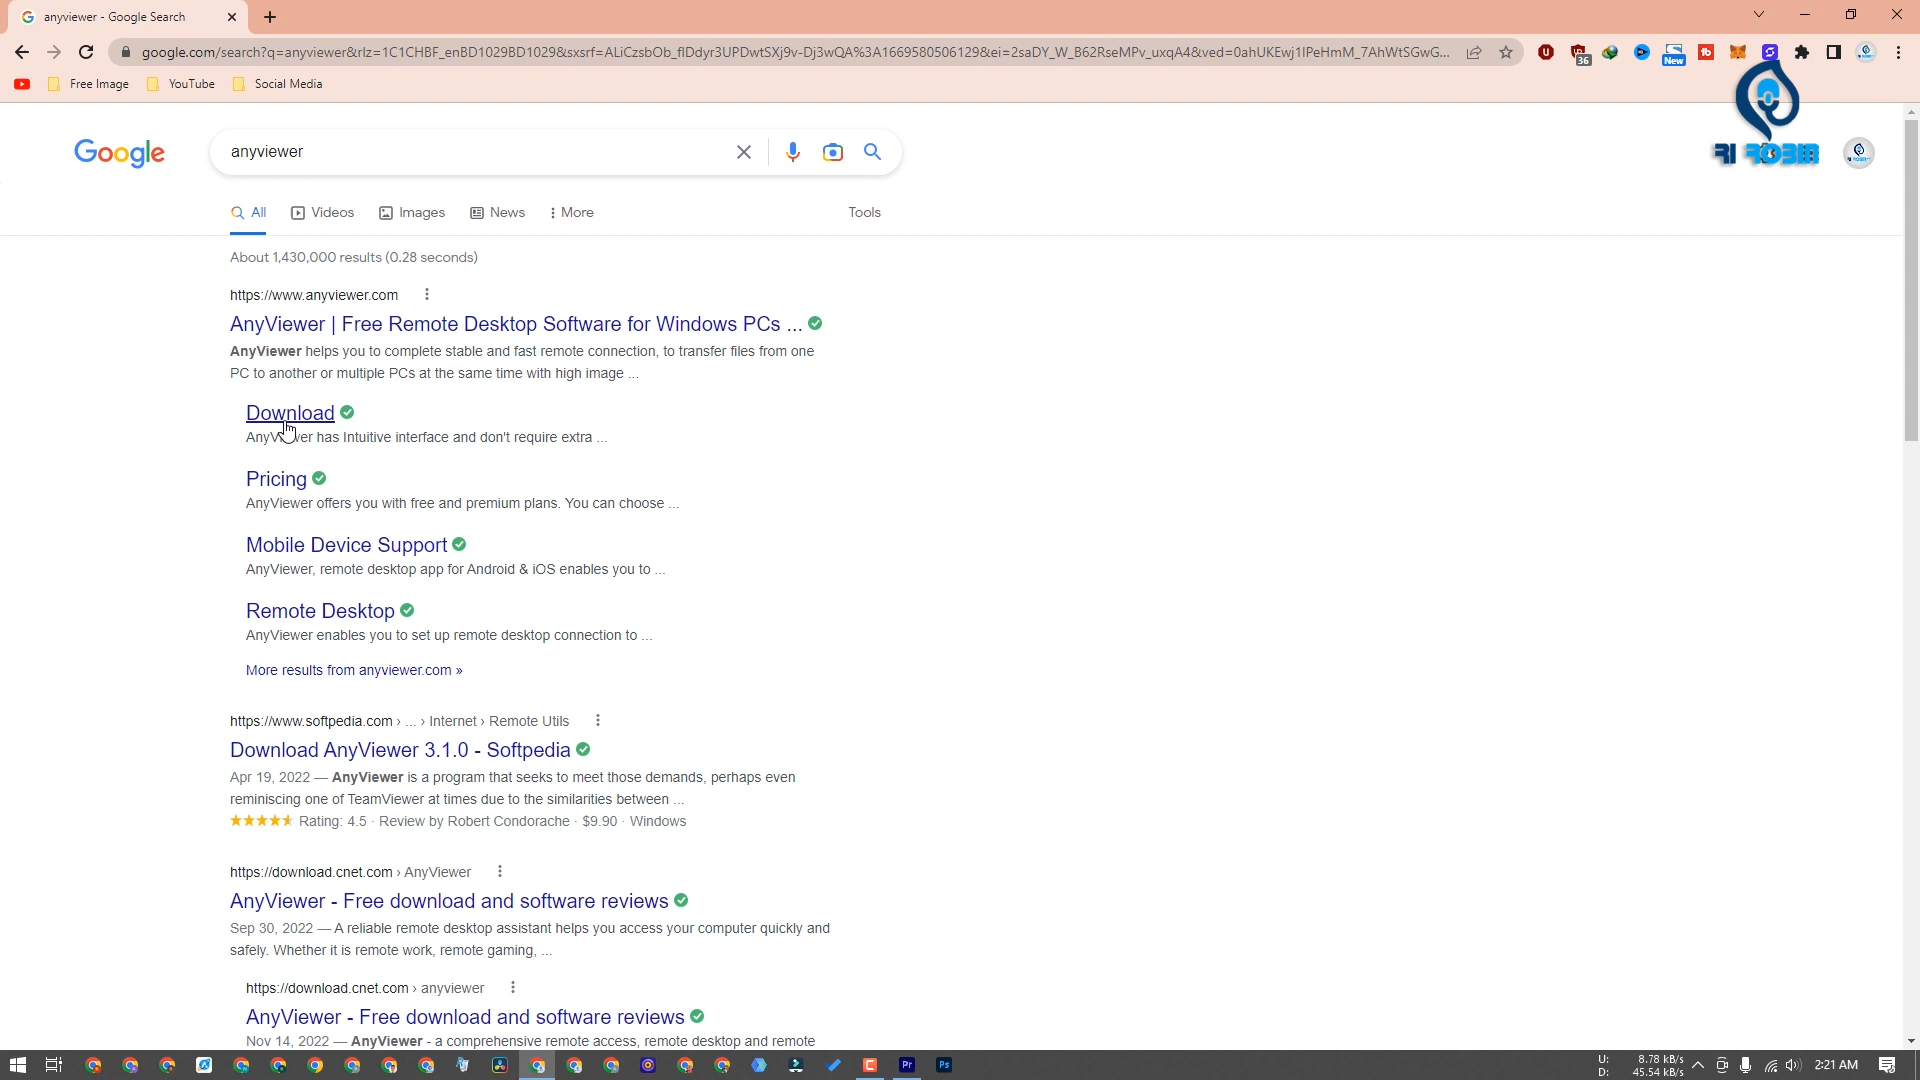 anyviewer - Google Search
google.com/search?q=anyviewer&rlz=1C1CHBF_enBD1029BD1029&sxsrf=ALiCzsbOb_flDdyr3UPDwtSXj9v-Dj3wQA%3A1669580506129&ei=2saDY_W_B62RseMPv_uxqA4&ved=0ahUKEwj1lPeHmM_7AhWtSGwG...
36
New
Free Image
YouTube
Social Media
RI ROBIN
Google
anyviewer
All
Videos
Images
News
More
Tools
About 1,430,000 results (0.28 seconds)
https://www.anyviewer.com
AnyViewer | Free Remote Desktop Software for Windows PCs ...
AnyViewer helps you to complete stable and fast remote connection, to transfer files from one
PC to another or multiple PCs at the same time with high image ...
Download
AnyViewer has Intuitive interface and don't require extra ...
Pricing
AnyViewer offers you with free and premium plans. You can choose ...
Mobile Device Support
AnyViewer, remote desktop app for Android & iOS enables you to ...
Remote Desktop
AnyViewer enables you to set up remote desktop connection to ...
More results from anyviewer.com »
https://www.softpedia.com › ... › Internet › Remote Utils
Download AnyViewer 3.1.0 - Softpedia
Apr 19, 2022 — AnyViewer is a program that seeks to meet those demands, perhaps even
reminiscing one of TeamViewer at times due to the similarities between ...
Rating: 4.5 · Review by Robert Condorache · $9.90 · Windows
https://download.cnet.com › AnyViewer
AnyViewer - Free download and software reviews
Sep 30, 2022 — A reliable remote desktop assistant helps you access your computer quickly and
safely. Whether it is remote work, remote gaming, ...
https://download.cnet.com › anyviewer
AnyViewer - Free download and software reviews
Nov 14, 2022 — AnyViewer - a comprehensive remote access, remote desktop and remote
Pr
Ps
U: 8.78 kB/s
D: 45.54 kB/s
2:21 AM